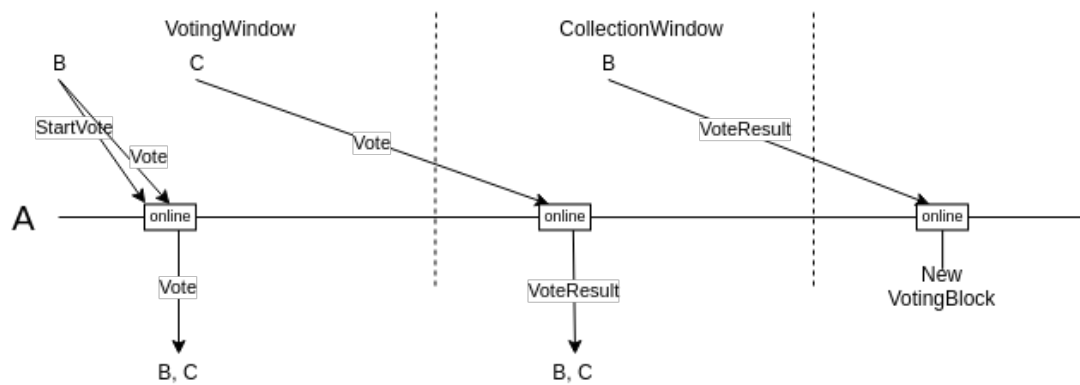 VotingWindow
CollectionWindow
B
C
B
StartVote
Vote
Vote
VoteResult
A
online
online
online
Vote
VoteResult
New
VotingBlock
B, C
B, C